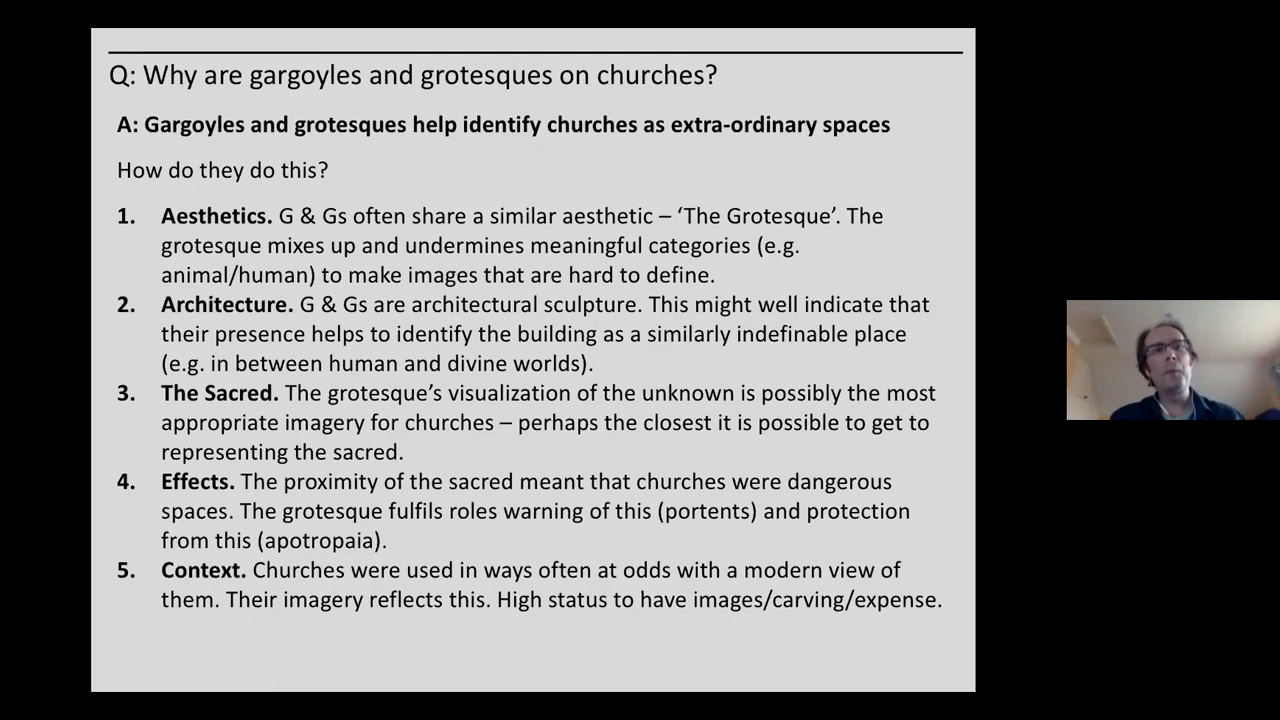 Q: Why are gargoyles and grotesques on churches?
A: Gargoyles and grotesques help identify churches as extra-ordinary spaces
How do they do this?
1. Aesthetics. G & Gs often share a similar aesthetic – ‘The Grotesque’. The
grotesque mixes up and undermines meaningful categories (e.g.
animal/human) to make images that are hard to define.
2. Architecture. G & Gs are architectural sculpture. This might well indicate that
their presence helps to identify the building as a similarly indefinable place
(e.g. in between human and divine worlds).
3. The Sacred. The grotesque’s visualization of the unknown is possibly the most
appropriate imagery for churches – perhaps the closest it is possible to get to
representing the sacred.
4. Effects. The proximity of the sacred meant that churches were dangerous
spaces. The grotesque fulfils roles warning of this (portents) and protection
from this (apotropaia).
5. Context. Churches were used in ways often at odds with a modern view of
them. Their imagery reflects this. High status to have images/carving/expense.